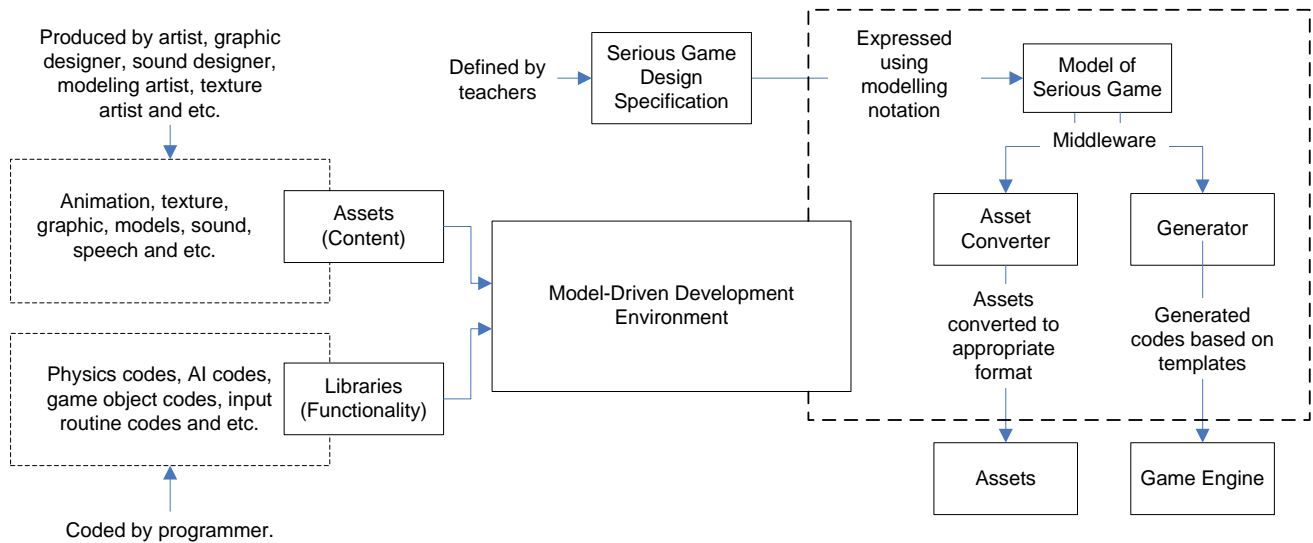 Produced by artist, graphic
designer, sound designer,
modeling artist, texture
artist and etc.
Defined by
teachers
Serious Game
Design
Specification
Expressed
using
modelling
notation
Model of
Serious Game
Middleware
Animation, texture,
graphic, models, sound,
speech and etc.
Assets
(Content)
Model-Driven Development
Environment
Asset
Converter
Generator
Assets
converted to
appropriate
format
Generated
codes based on
templates
Physics codes, AI codes,
game object codes, input
routine codes and etc.
Libraries
(Functionality)
Assets
Game Engine
Coded by programmer.